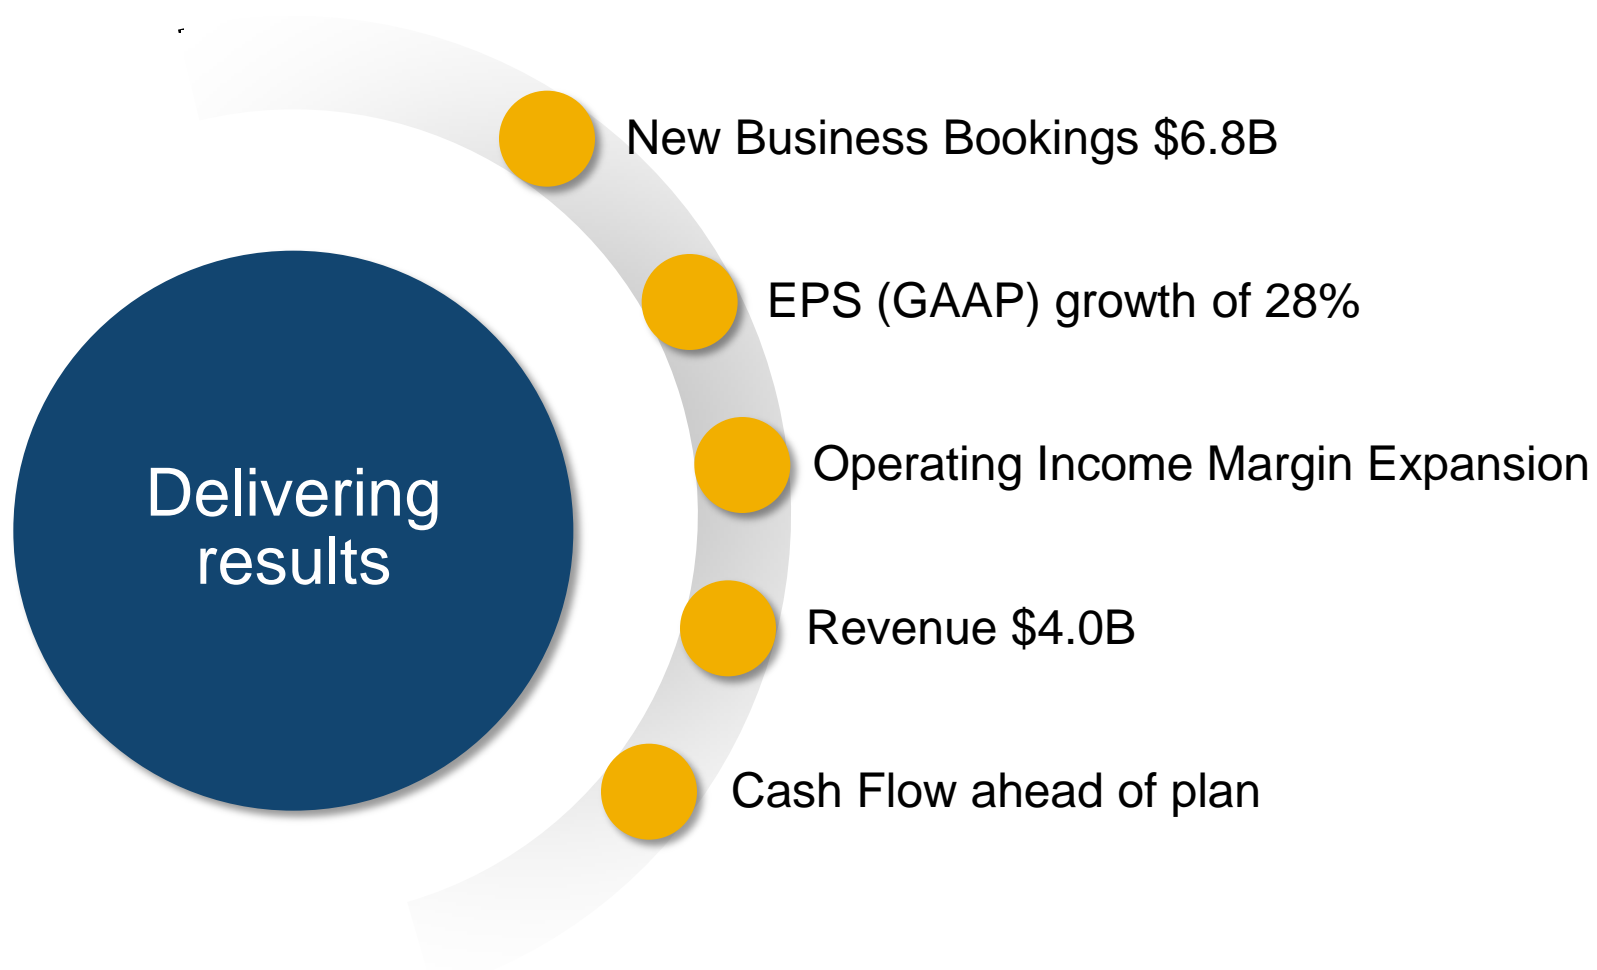 New Business Bookings $6.8B
EPS (GAAP) growth of 28%
Operating Income Margin Expansion
Delivering
results
Revenue $4.0B
Cash Flow ahead of plan